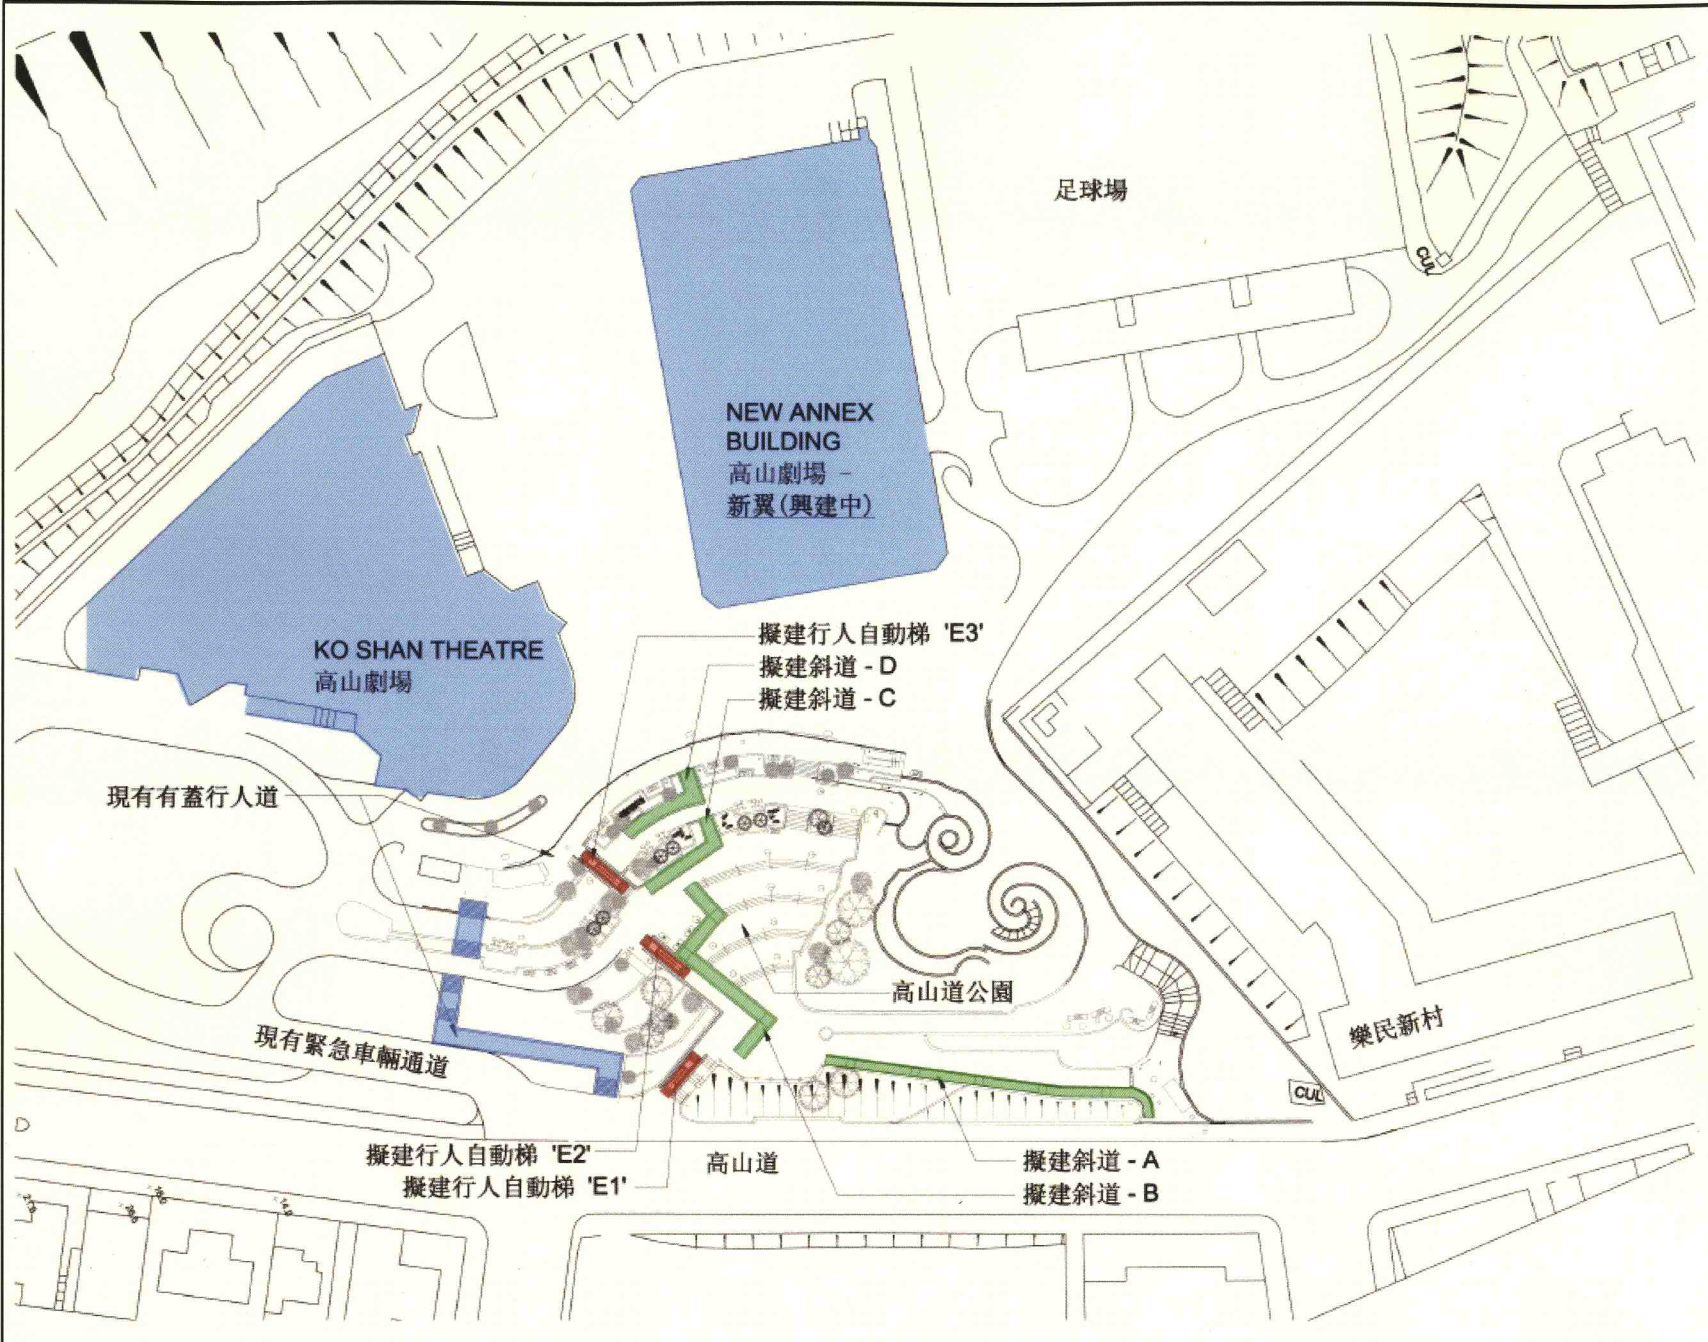 足球場
CUL
NEW ANNEX
BUILDING
高山劇場 -
新翼(興建中)
KO SHAN THEATRE
高山劇場
擬建行人自動梯 'E3'
擬建斜道 - D
擬建斜道 - C
現有有蓋行人道
高山道公園
樂民新村
現有緊急車輛通道
CUL
擬建行人自動梯 'E2'
擬建行人自動梯 'E1'
高山道
擬建斜道 - A
擬建斜道 - B